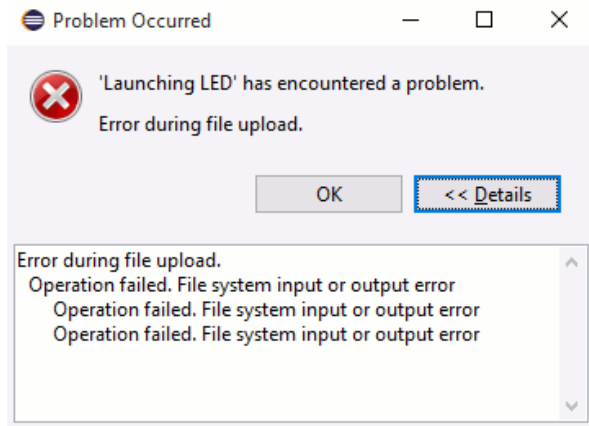 Problem Occurred
'Launching LED' has encountered a problem.
Error during file upload.
OK
<< Details
Error during file upload.
Operation failed. File system input or output error
Operation failed. File system input or output error
Operation failed. File system input or output error